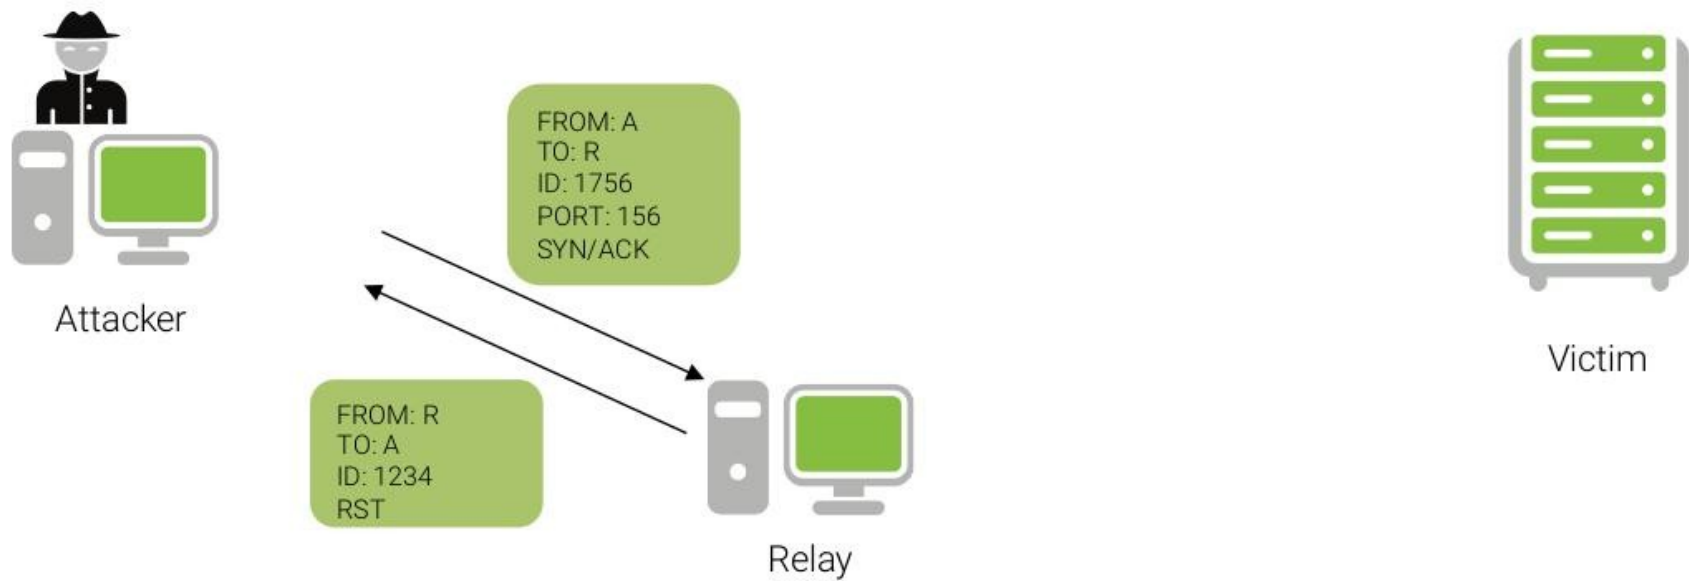 FROM: A
TO: R
ID: 1756
PORT: 156
SYN/ACK
Attacker
Victim
FROM: R
TO: A
ID: 1234
RST
Relay